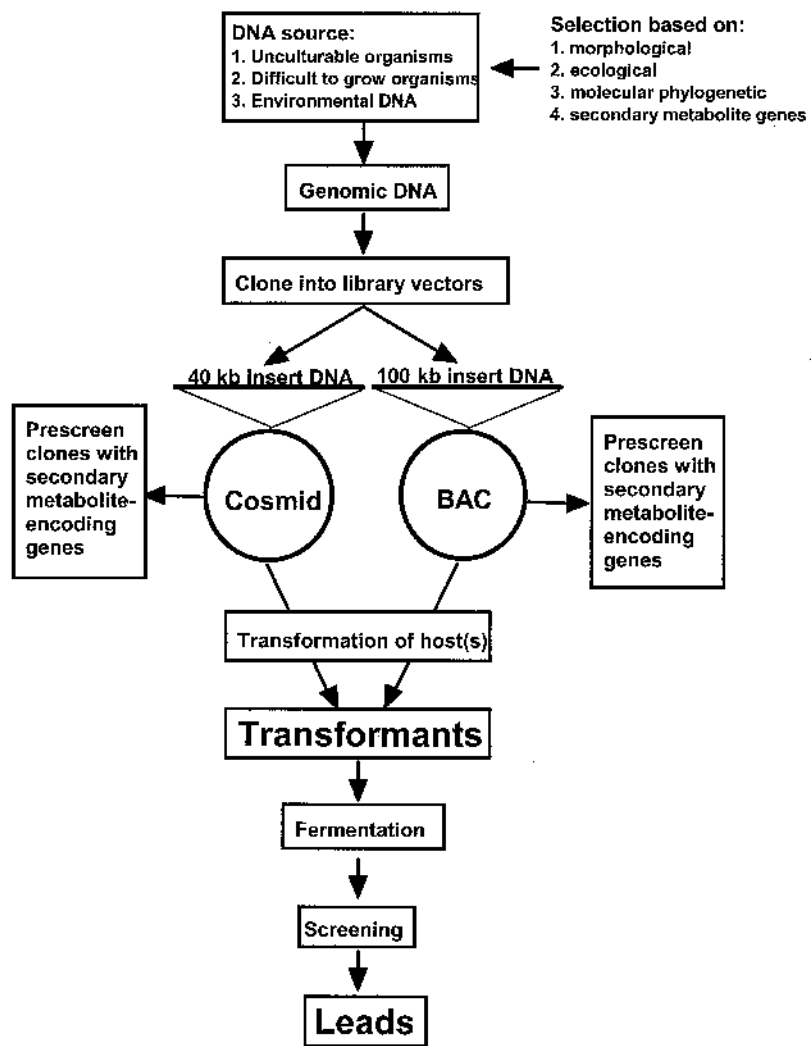 DNA source:
1. Unculturable organisms
2. Difficult to grow organisms
3. Environmental DNA
Selection based on:
1. morphological
2. ecological
3. molecular phylogenetic
4. secondary metabolite genes
Genomic DNA
Clone into library vectors
40 kb insert DNA
100 kb insert DNA
Prescreen
clones with
secondary
metabolite-
encoding
genes
Cosmid
BAC
Prescreen
clones with
secondary
metabolite-
encoding
genes
Transformation of host(s)
Transformants
Fermentation
Screening
Leads